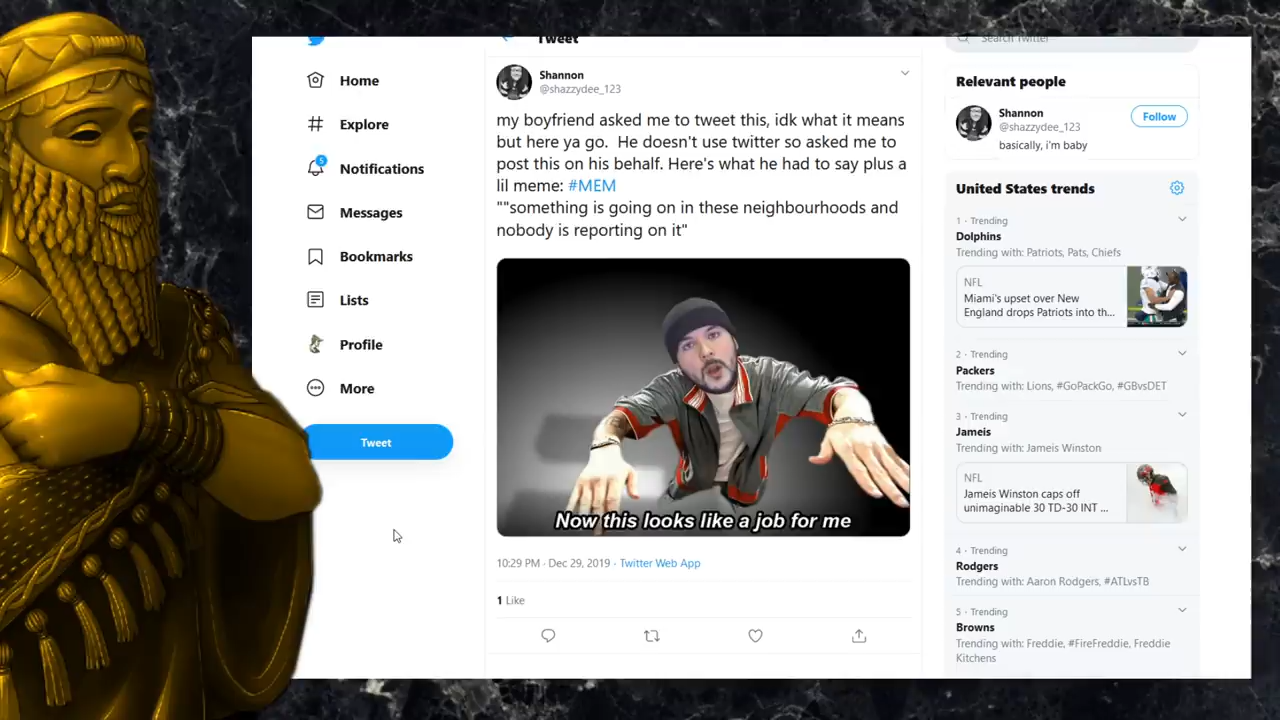 Home
Explore
5
Notifications
Messages
Bookmarks
Lists
Profile
More
Tweet
Tweet
Shannon
@shazzydee_123
my boyfriend asked me to tweet this, idk what it means
but here ya go.  He doesn't use twitter so asked me to
post this on his behalf. Here's what he had to say plus a
lil meme: #MEM
""something is going on in these neighbourhoods and
nobody is reporting on it"
Now this looks like a job for me
10:29 PM · Dec 29, 2019 · Twitter Web App
1 Like
Search Twitter
Relevant people
Shannon
@shazzydee_123
basically, i'm baby
Follow
United States trends
1 · Trending
Dolphins
Trending with: Patriots, Pats, Chiefs
NFL
Miami's upset over New
England drops Patriots into th...
2 · Trending
Packers
Trending with: Lions, #GoPackGo, #GBvsDET
3 · Trending
Jameis
Trending with: Jameis Winston
NFL
Jameis Winston caps off
unimaginable 30 TD-30 INT ...
4 · Trending
Rodgers
Trending with: Aaron Rodgers, #ATLvsTB
5 · Trending
Browns
Trending with: Freddie, #FireFreddie, Freddie
Kitchens